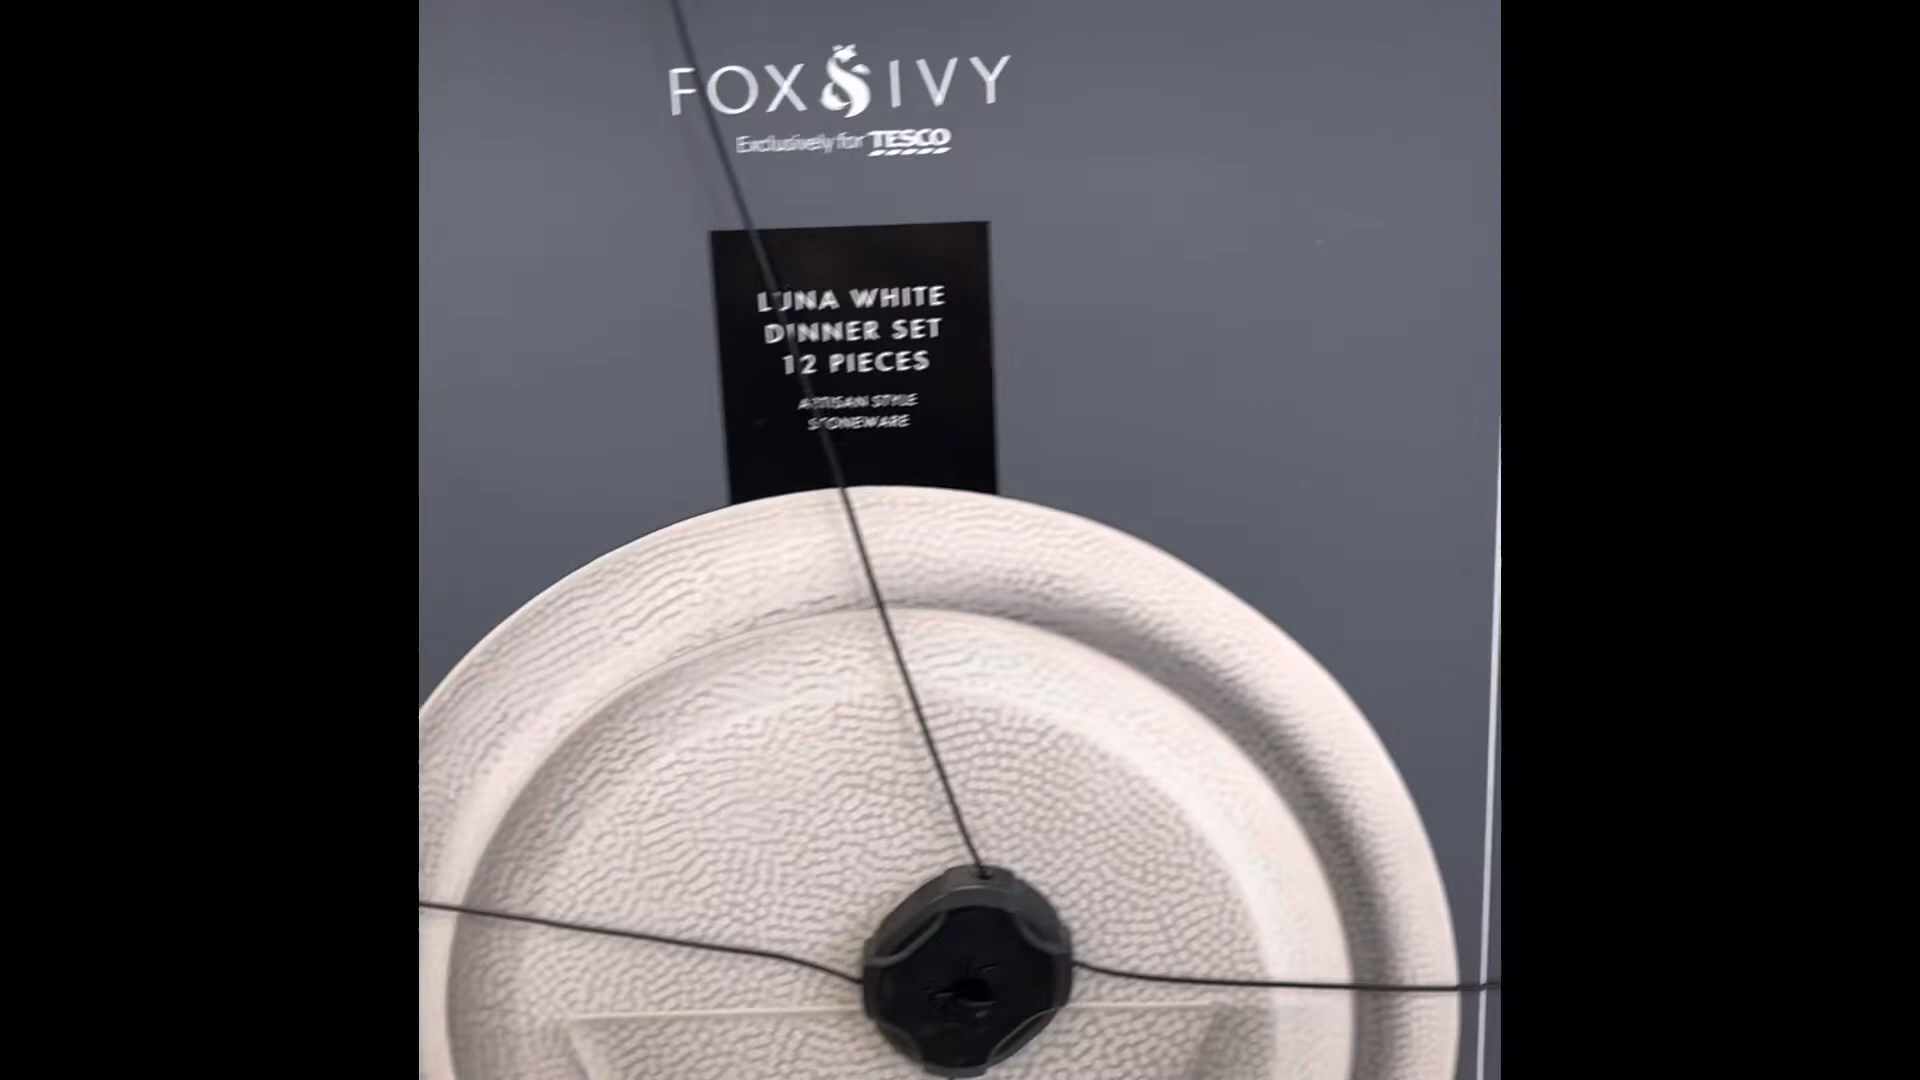 FOX & IVY
Exclusively for TESCO
LUNA WHITE
DINNER SET
12 PIECES
ARTISAN STYLE
STONEWARE